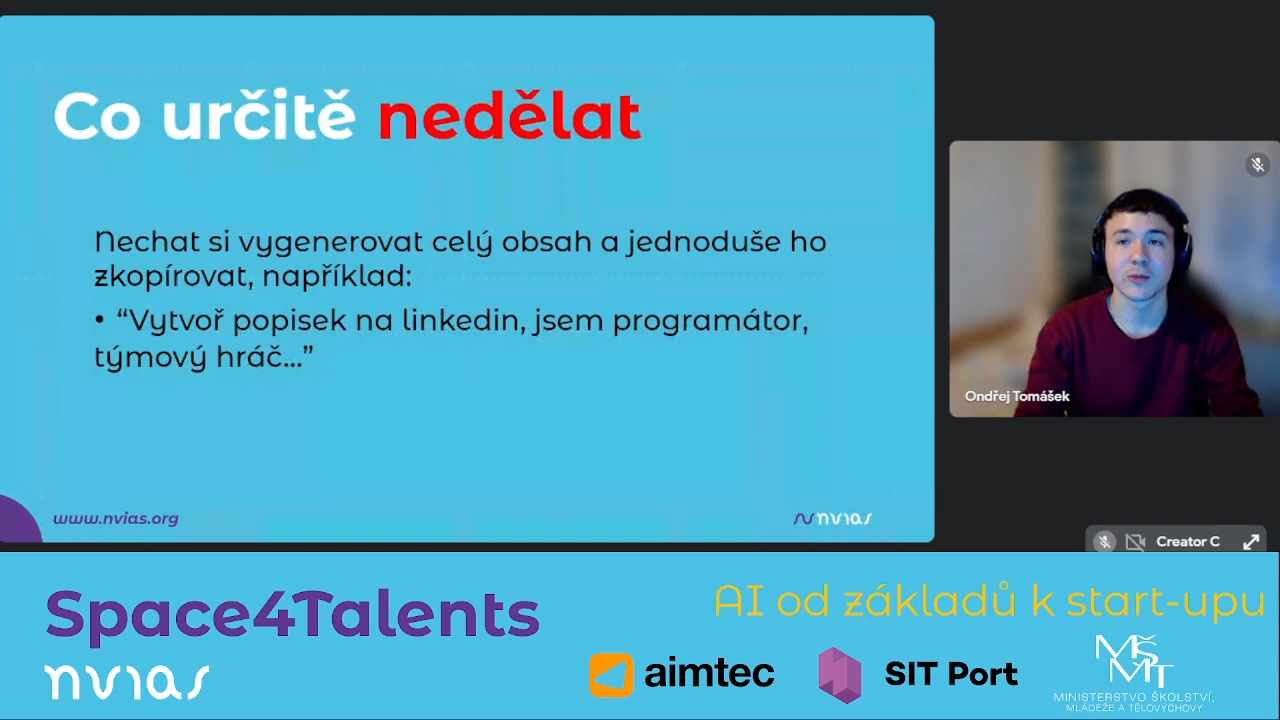 Co určitě nedělat
Nechat si vygenerovat celý obsah a jednoduše ho
zkopírovat, například:
• “Vytvoř popisek na linkedin, jsem programátor,
týmový hráč...”
www.nvias.org
nvias
Ondřej Tomášek
Creator C
Space4Talents
AI od základů k start-upu
nvias
aimtec
SIT Port
MŠMT
MINISTERSTVO ŠKOLSTVÍ,
MLÁDEŽE A TĚLOVÝCHOVY